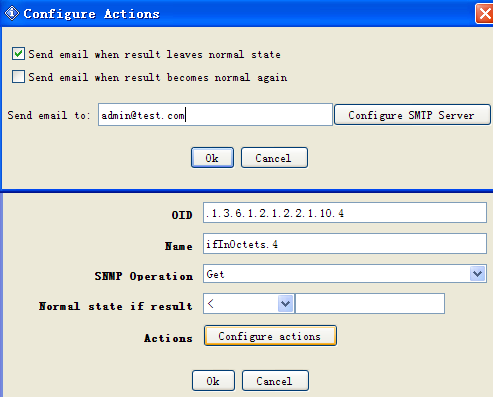 Configure Actions
Send email when result leaves normal state
Send email when result becomes normal again
Send email to: admin@test.com Configure SMTP Server
Ok Cancel
OID .1.3.6.1.2.1.2.2.1.10.4
Name ifInOctets.4
SNMP Operation Get
Normal state if result <
Actions Configure actions
Ok Cancel